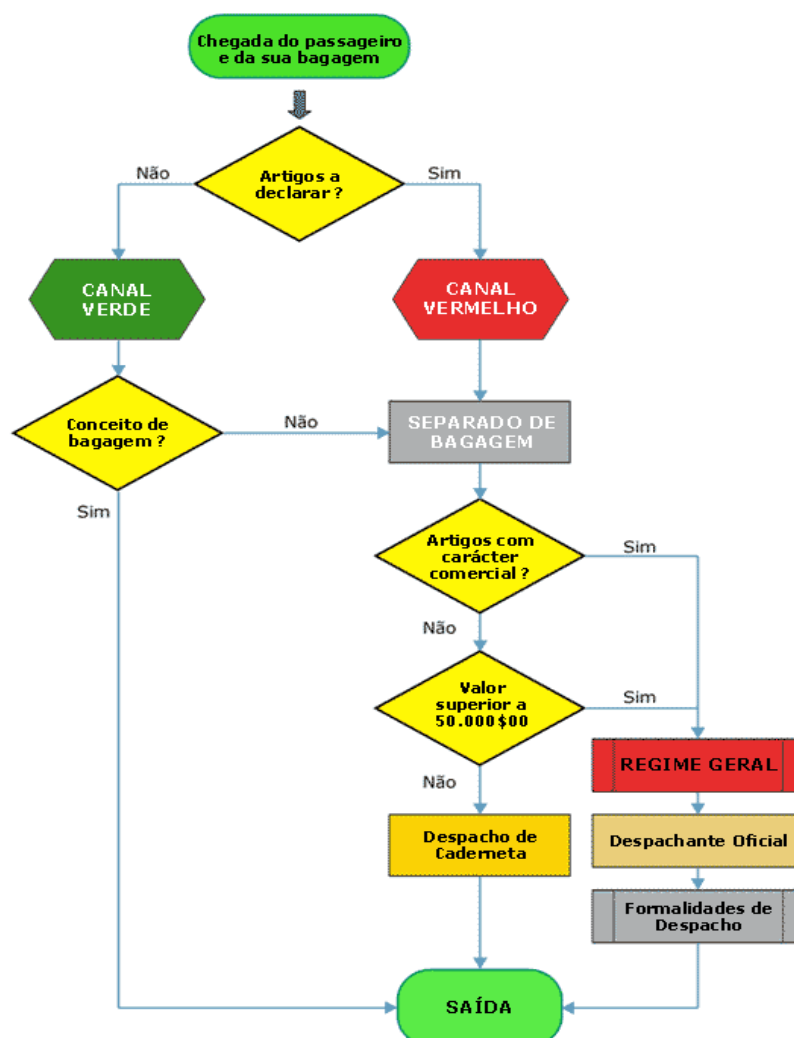 Chegada do passageiro
e da sua bagagem
Artigos a
declarar ?
Não
Sim
CANAL
VERDE
CANAL
VERMELHO
Conceito de
bagagem ?
Não
SEPARADO DE
BAGAGEM
Sim
Artigos com
carácter
comercial ?
Sim
Não
Valor
superior a
50.000$00
Sim
REGIME GERAL
Não
Despacho de
Caderneta
Despachante Oficial
Formalidades de
Despacho
SAÍDA